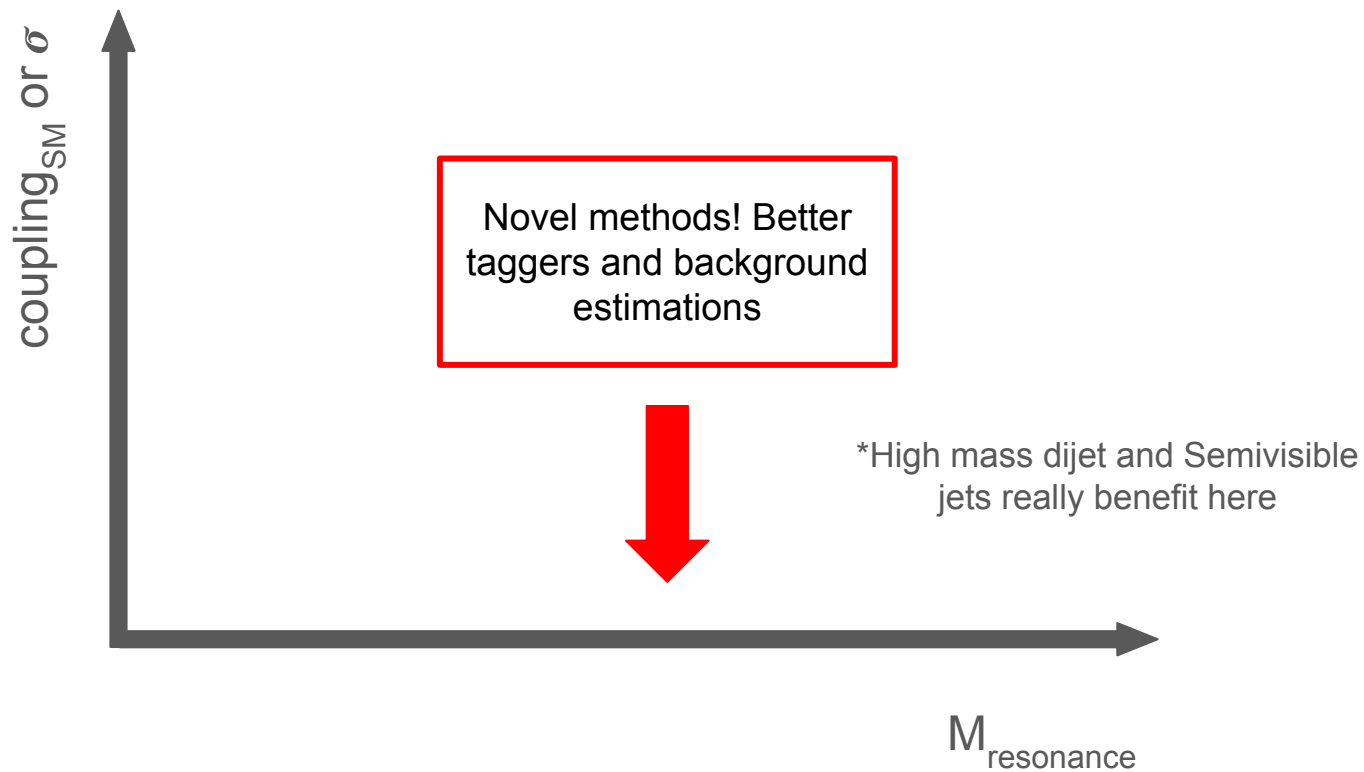 coupling_SM or σ
Novel methods! Better
taggers and background
estimations
*High mass dijet and Semivisible
jets really benefit here
M_resonance